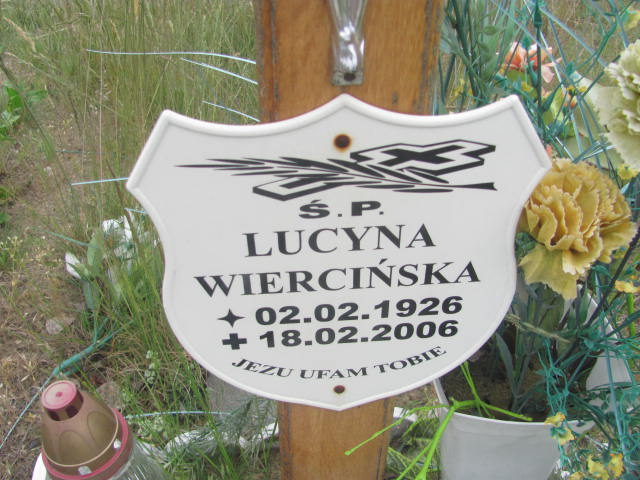 Ś.P.
LUCYNA
WIERCIŃSKA
✦ 02.02.1926
✚ 18.02.2006
JEZU UFAM TOBIE